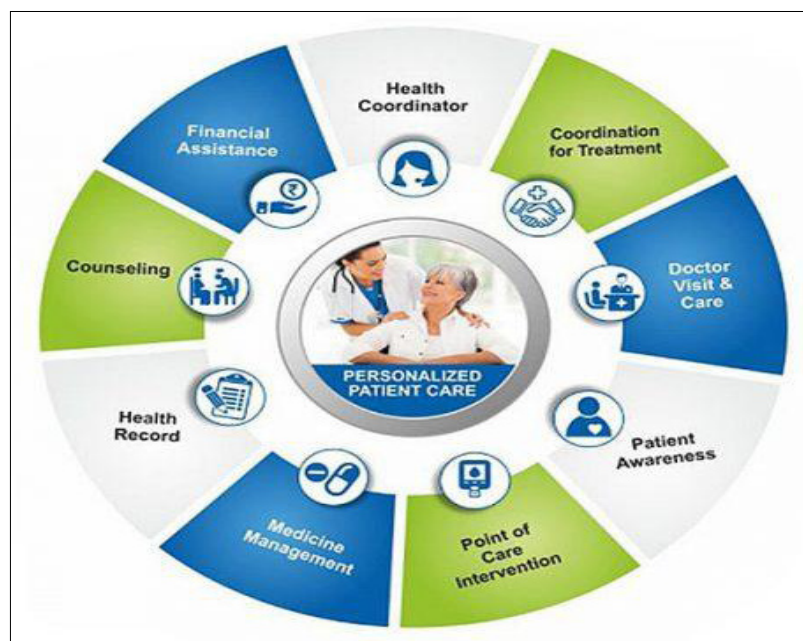 Health
Coordinator
Coordination
for Treatment
Doctor
Visit &
Care
Patient
Awareness
Point of
Care
Intervention
Medicine
Management
Health
Record
Counseling
Financial
Assistance
₹
PERSONALIZED
PATIENT CARE